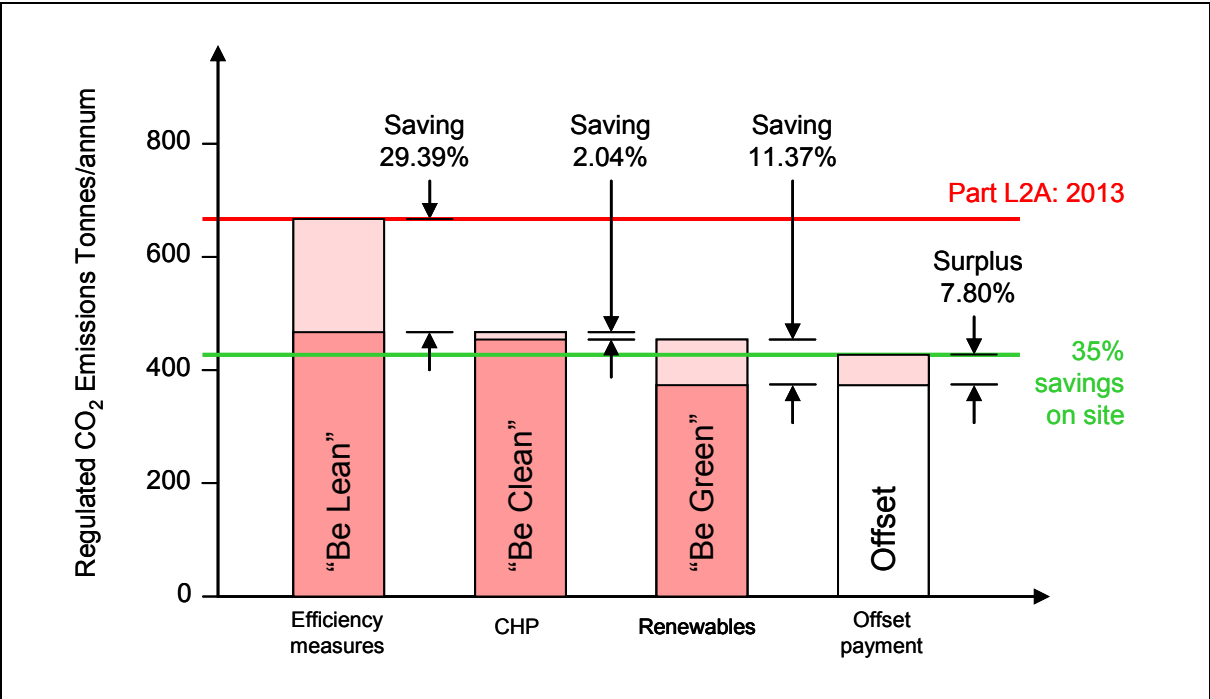 Regulated CO₂ Emissions Tonnes/annum
800
600
400
200
0
Saving
29.39%
Saving
2.04%
Saving
11.37%
Part L2A: 2013
Surplus
7.80%
35%
savings
on site
“Be Lean”
“Be Clean”
“Be Green”
Offset
Efficiency
measures
CHP
Renewables
Offset
payment